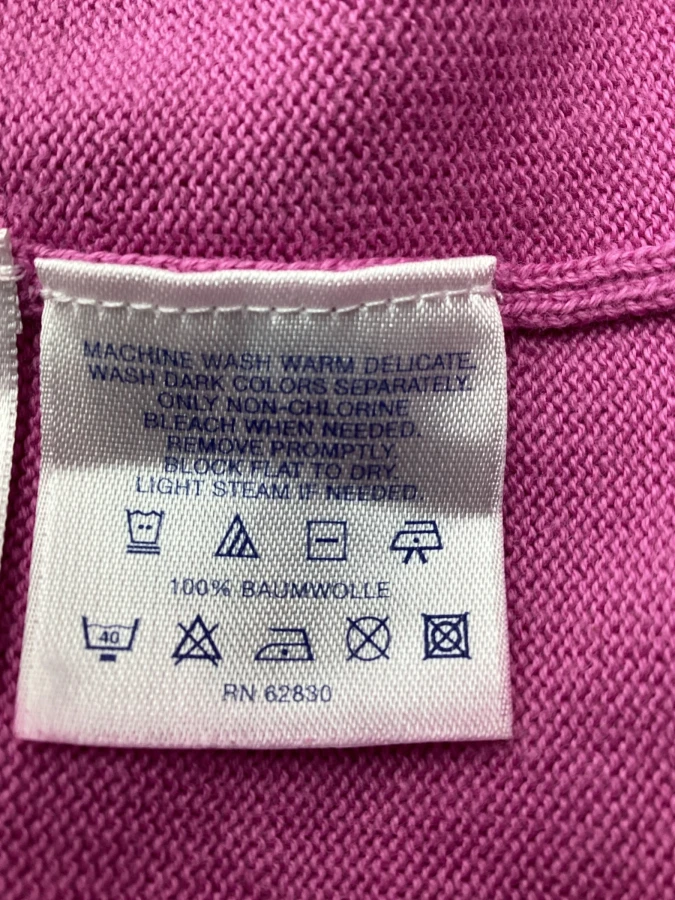 MACHINE WASH WARM DELICATE.
WASH DARK COLORS SEPARATELY.
ONLY NON-CHLORINE
BLEACH WHEN NEEDED.
REMOVE PROMPTLY.
BLOCK FLAT TO DRY.
LIGHT STEAM IF NEEDED.
100% BAUMWOLLE
40
RN 62830